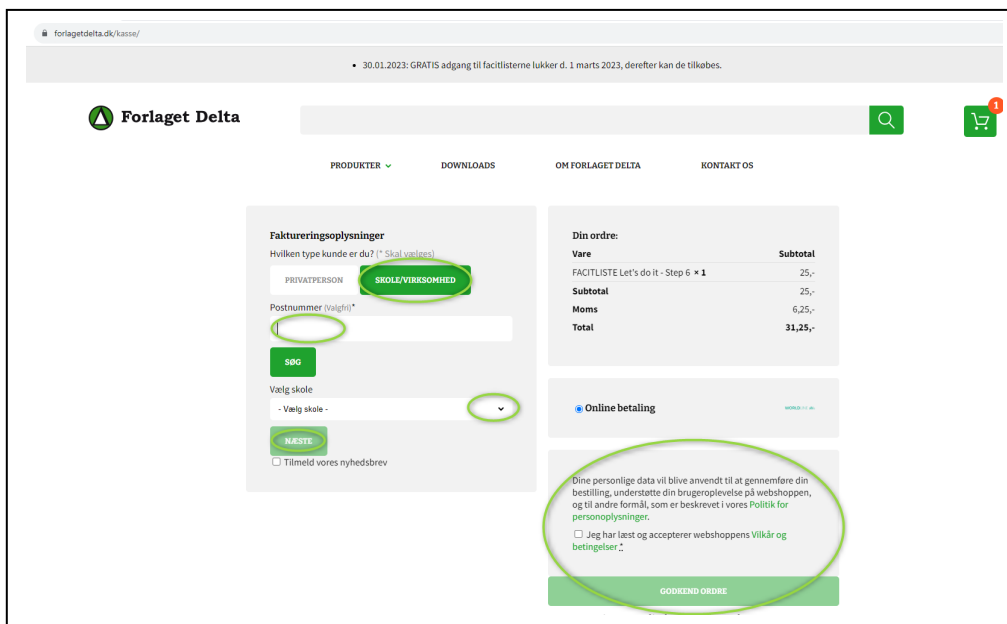 forlagetdelta.dk/kasse/
• 30.01.2023: GRATIS adgang til facitlisterne lukker d. 1 marts 2023, derefter kan de tilkøbes.
Forlaget Delta
1
PRODUKTER DOWNLOADS OM FORLAGET DELTA KONTAKT OS
Faktureringsoplysninger
Hvilken type kunde er du? (* Skal vælges)
PRIVATPERSON SKOLE/VIRKSOMHED
Postnummer (Valgfri)*
SØG
Vælg skole
- Vælg skole -
NÆSTE
Tilmeld vores nyhedsbrev
Din ordre:
Vare Subtotal
FACITLISTE Let's do it - Step 6 × 1 25,-
Subtotal 25,-
Moms 6,25,-
Total 31,25,-
Online betaling
Dine personlige data vil blive anvendt til at gennemføre din
bestilling, understøtte din brugeroplevelse på webshoppen,
og til andre formål, som er beskrevet i vores Politik for
personoplysninger.
Jeg har læst og accepterer webshoppens Vilkår og
betingelser *
GODKEND ORDRE